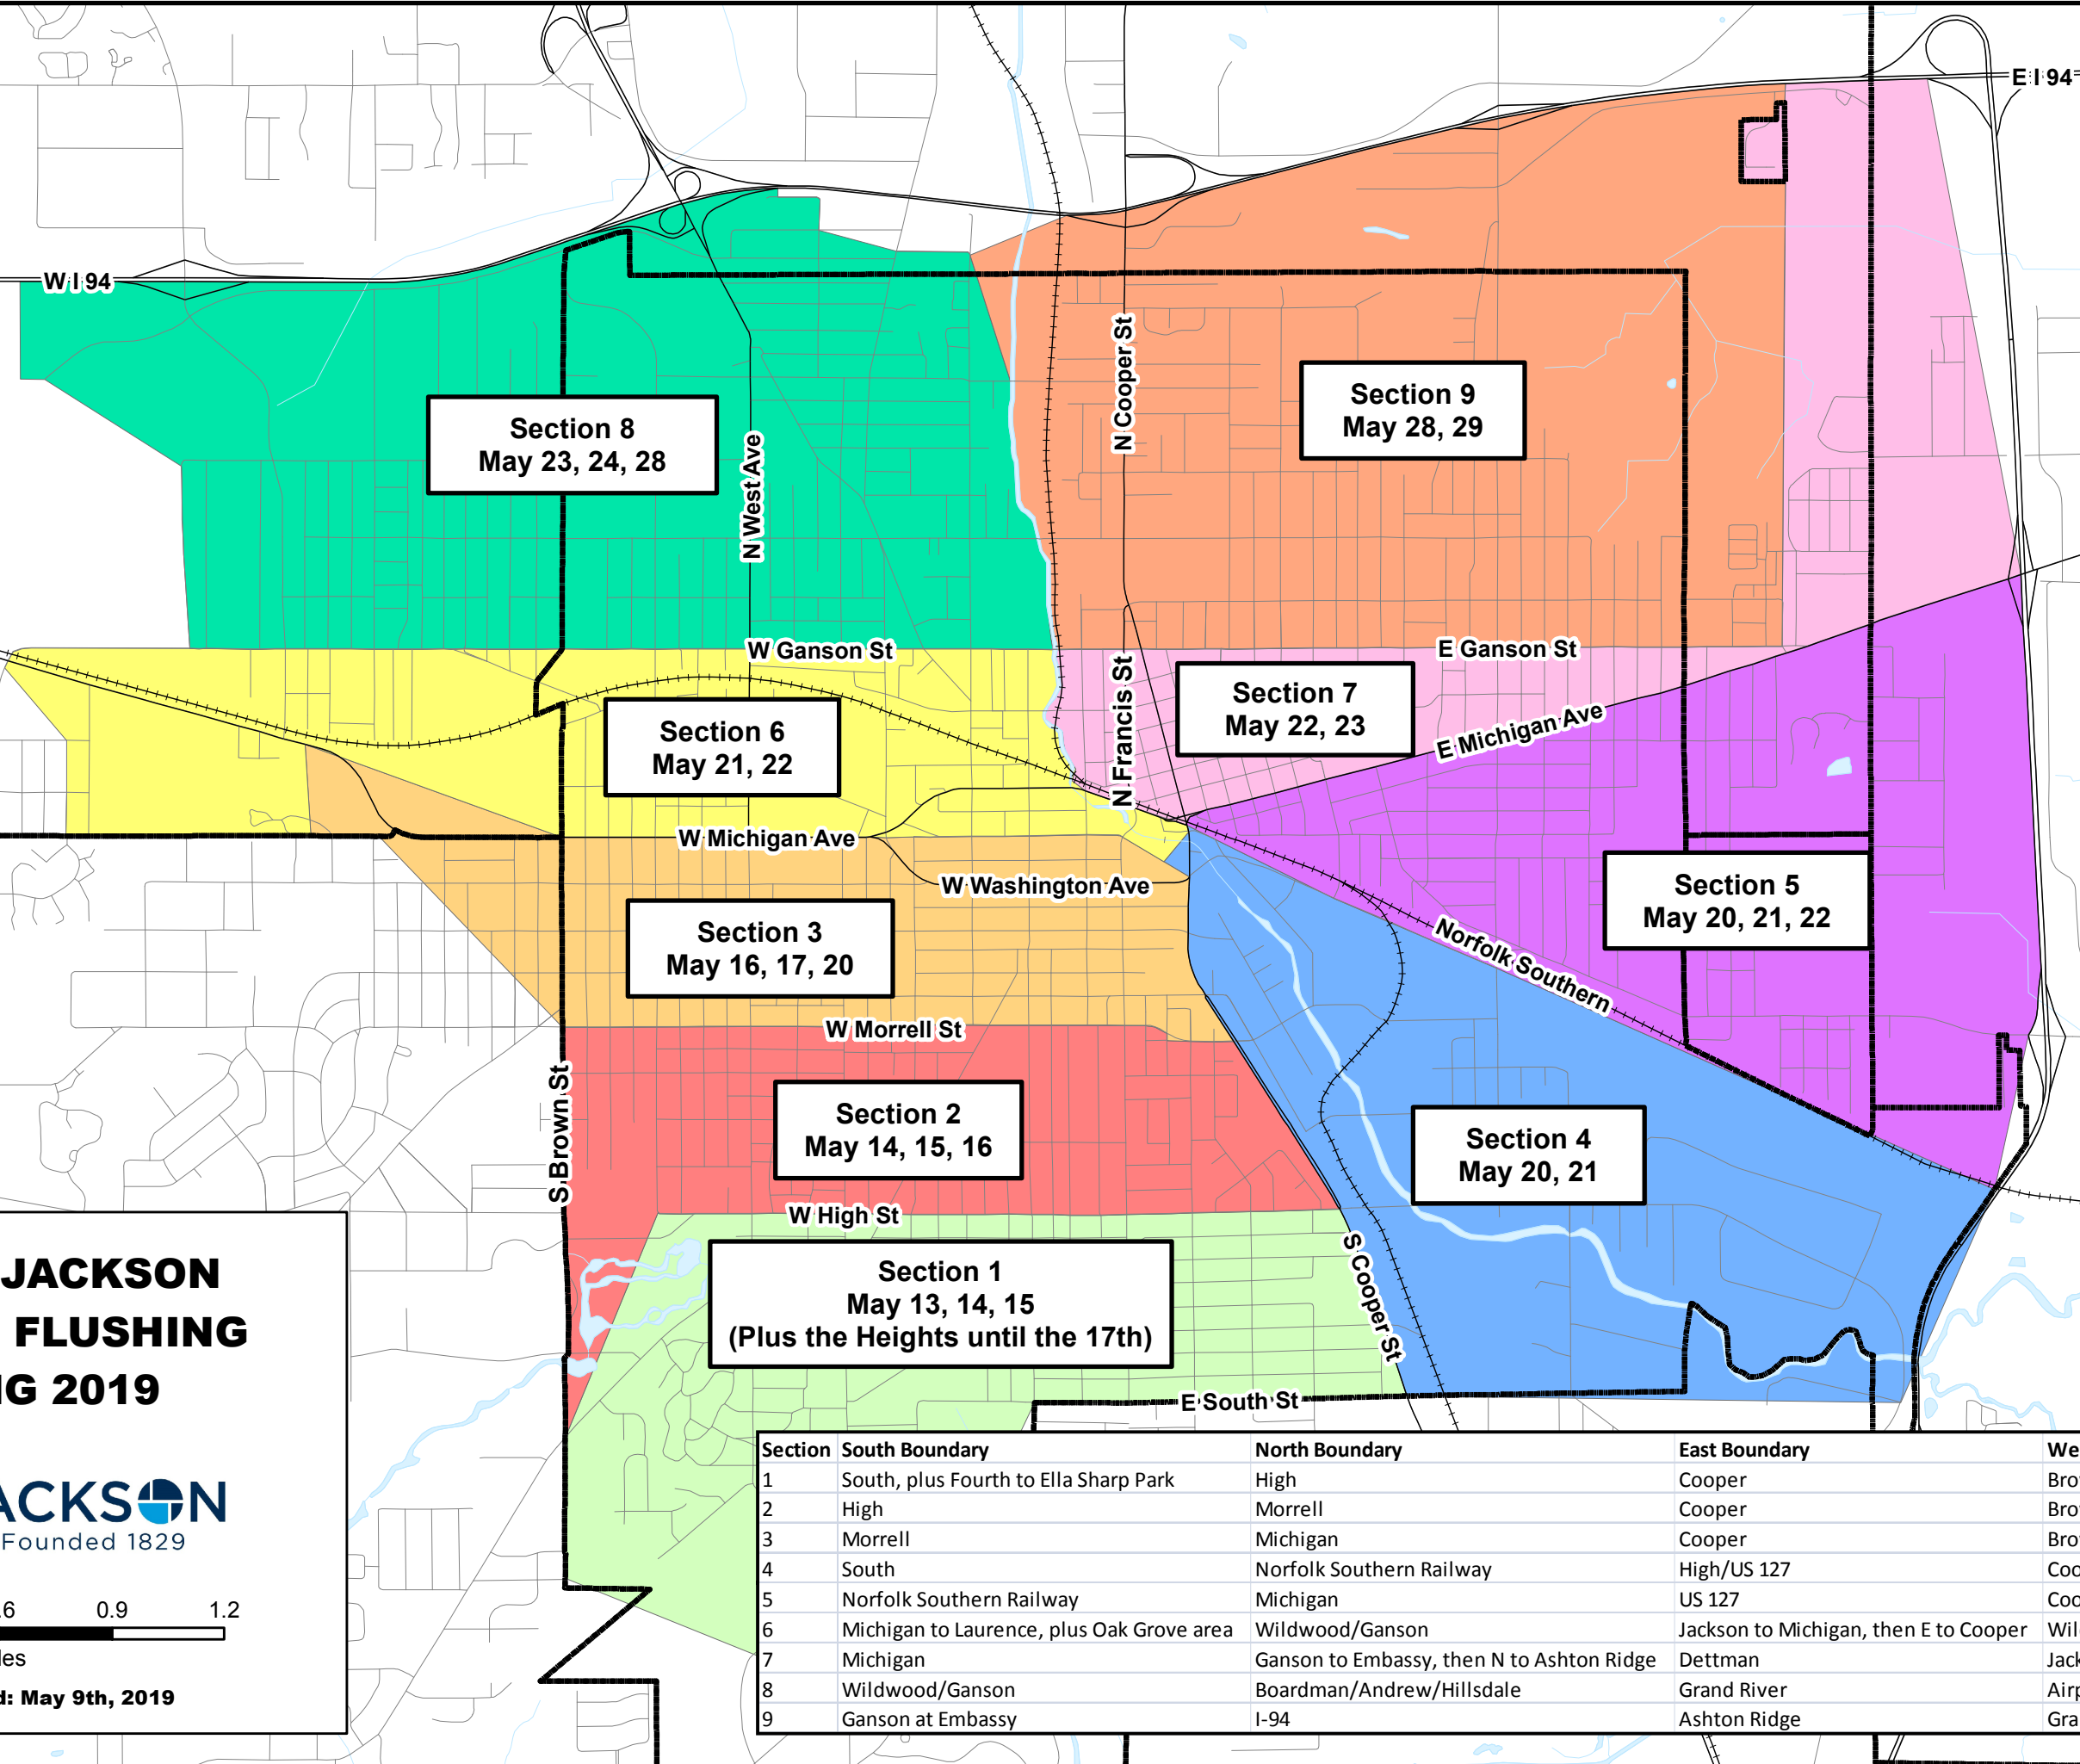 E I 94
W I 94
N Cooper St
Section 9
May 28, 29
Section 8
May 23, 24, 28
N West Ave
W Ganson St
E Ganson St
N Francis St
Section 7
May 22, 23
Section 6
May 21, 22
E Michigan Ave
W Michigan Ave
W Washington Ave
Section 5
May 20, 21, 22
Section 3
May 16, 17, 20
Norfolk Southern
W Morrell St
S Brown St
Section 2
May 14, 15, 16
Section 4
May 20, 21
W High St
Section 1
May 13, 14, 15
(Plus the Heights until the 17th)
S Cooper St
E South St
JACKSON
FLUSHING
NG 2019
ACKSON
Founded 1829
.6 0.9 1.2
les
d: May 9th, 2019
Section South Boundary North Boundary East Boundary We
1 South, plus Fourth to Ella Sharp Park High Cooper Bro
2 High Morrell Cooper Bro
3 Morrell Michigan Cooper Bro
4 South Norfolk Southern Railway High/US 127 Coo
5 Norfolk Southern Railway Michigan US 127 Coo
6 Michigan to Laurence, plus Oak Grove area Wildwood/Ganson Jackson to Michigan, then E to Cooper Wil
7 Michigan Ganson to Embassy, then N to Ashton Ridge Dettman Jack
8 Wildwood/Ganson Boardman/Andrew/Hillsdale Grand River Airp
9 Ganson at Embassy I-94 Ashton Ridge Gra